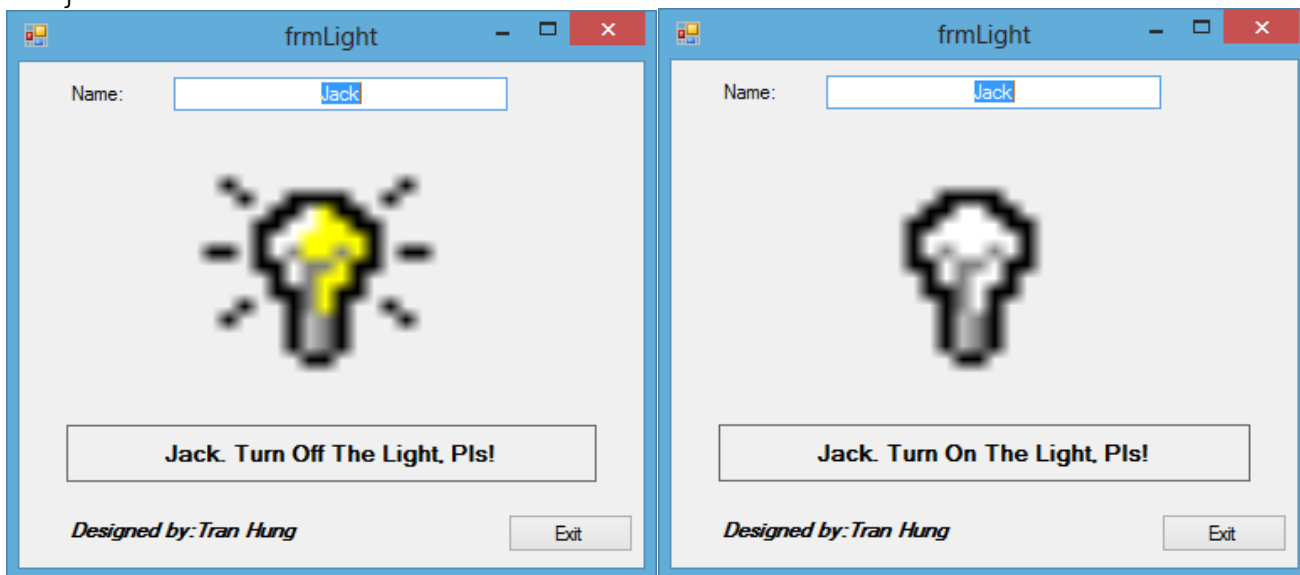 frmLight
Name: Jack
Jack. Turn Off The Light, Pls!
Designed by:Tran Hung
Exit
frmLight
Name: Jack
Jack. Turn On The Light, Pls!
Designed by:Tran Hung
Exit